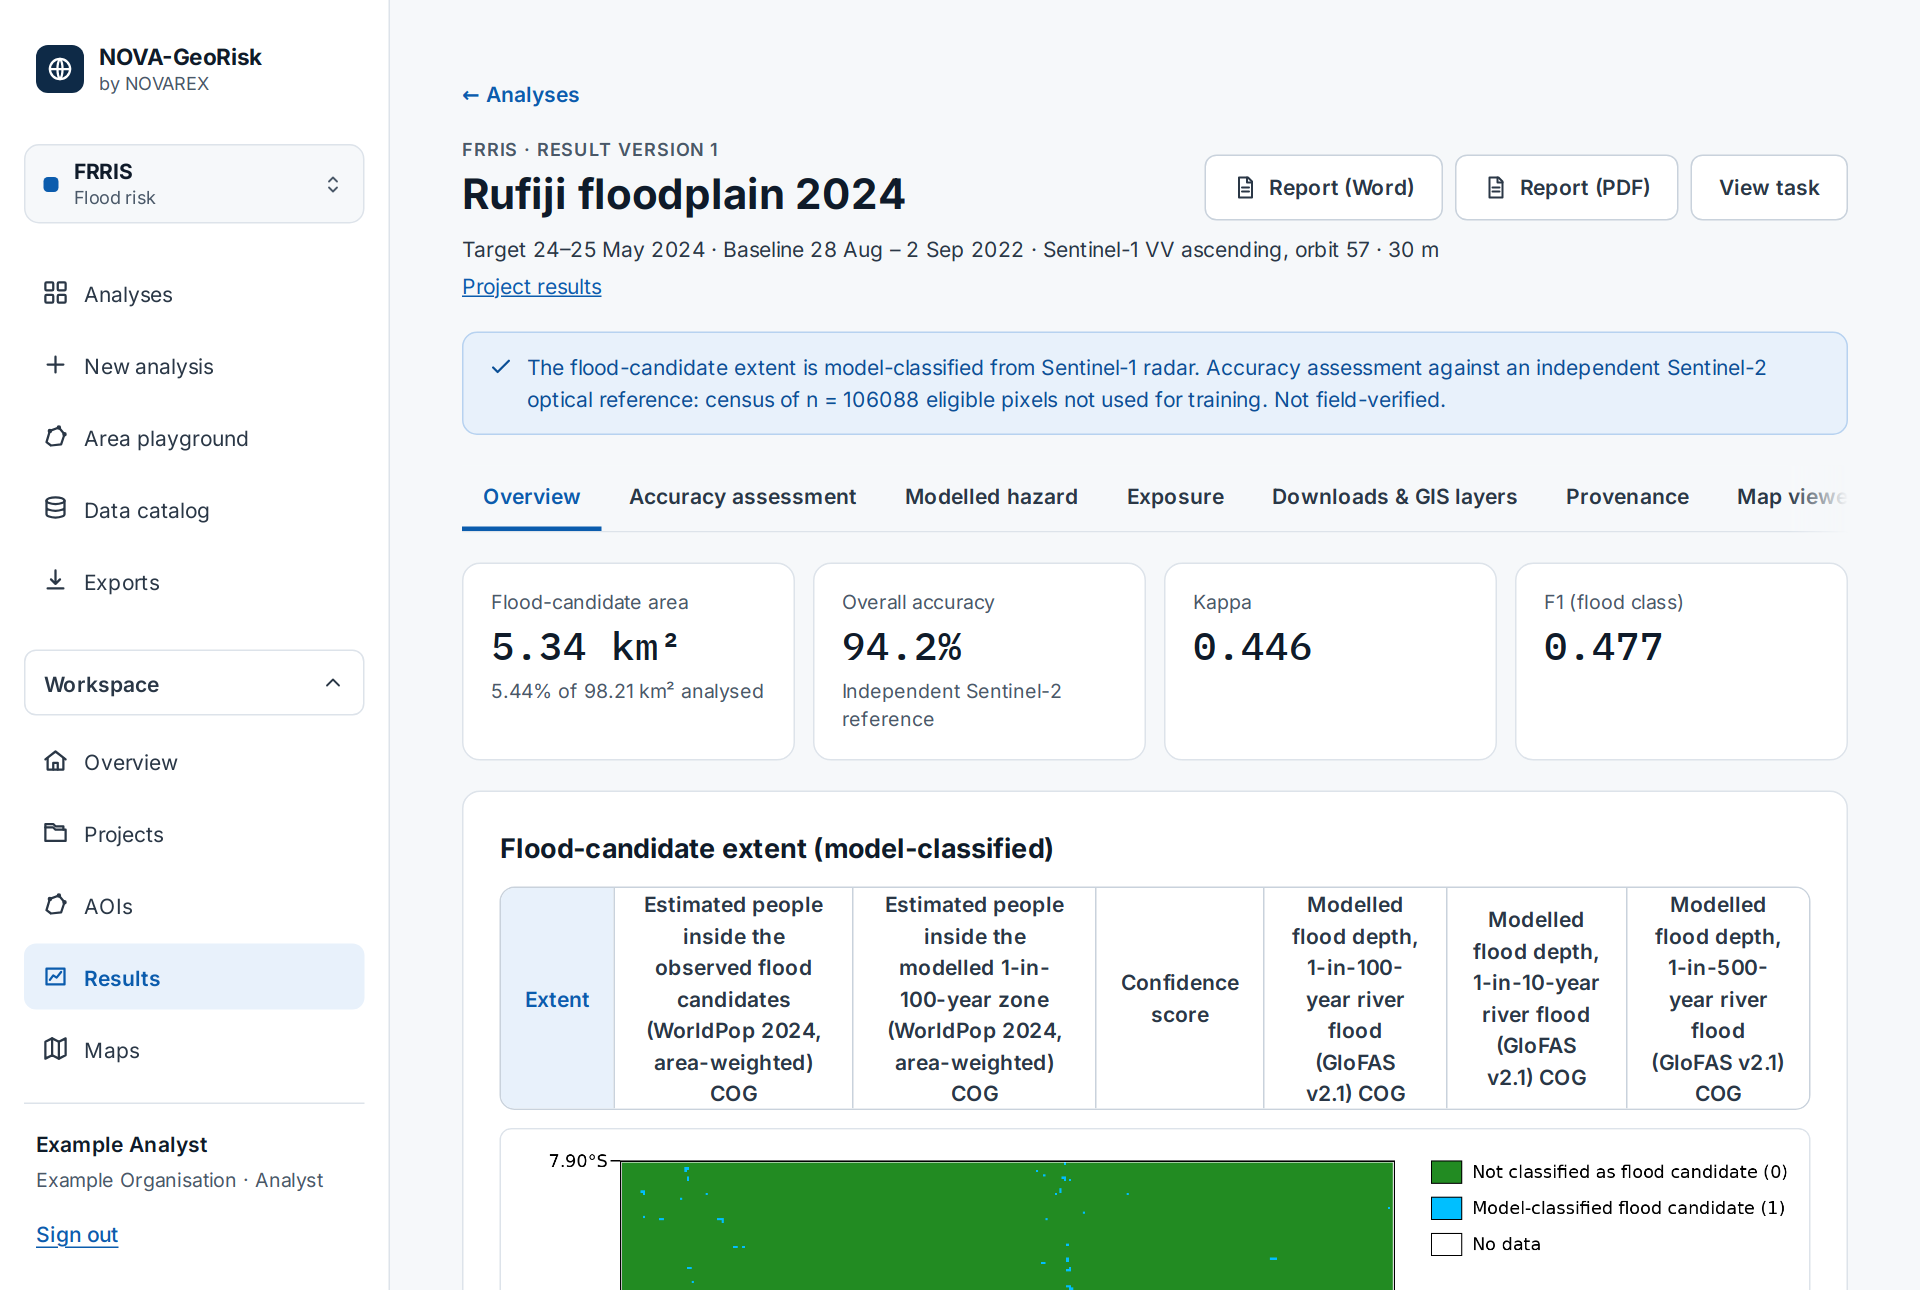 NOVA-GeoRisk
by NOVAREX
FRRIS
Flood risk
Analyses
New analysis
Area playground
Data catalog
Exports
Workspace
Overview
Projects
AOIs
Results
Maps
Example Analyst
Example Organisation · Analyst
Sign out
← Analyses
FRRIS · RESULT VERSION 1
Rufiji floodplain 2024
Report (Word)
Report (PDF)
View task
Target 24–25 May 2024 · Baseline 28 Aug – 2 Sep 2022 · Sentinel-1 VV ascending, orbit 57 · 30 m
Project results
The flood-candidate extent is model-classified from Sentinel-1 radar. Accuracy assessment against an independent Sentinel-2
optical reference: census of n = 106088 eligible pixels not used for training. Not field-verified.
Overview
Accuracy assessment
Modelled hazard
Exposure
Downloads & GIS layers
Provenance
Map viewe
Flood-candidate area
5.34 km²
5.44% of 98.21 km² analysed
Overall accuracy
94.2%
Independent Sentinel-2
reference
Kappa
0.446
F1 (flood class)
0.477
Flood-candidate extent (model-classified)
Extent
Estimated people
inside the
observed flood
candidates
(WorldPop 2024,
area-weighted)
COG
Estimated people
inside the
modelled 1-in-
100-year zone
(WorldPop 2024,
area-weighted)
COG
Confidence
score
Modelled
flood depth,
1-in-100-
year river
flood
(GloFAS
v2.1) COG
Modelled
flood depth,
1-in-10-year
river flood
(GloFAS
v2.1) COG
Modelled
flood depth,
1-in-500-
year river
flood
(GloFAS v2.1)
COG
7.90°S
Not classified as flood candidate (0)
Model-classified flood candidate (1)
No data